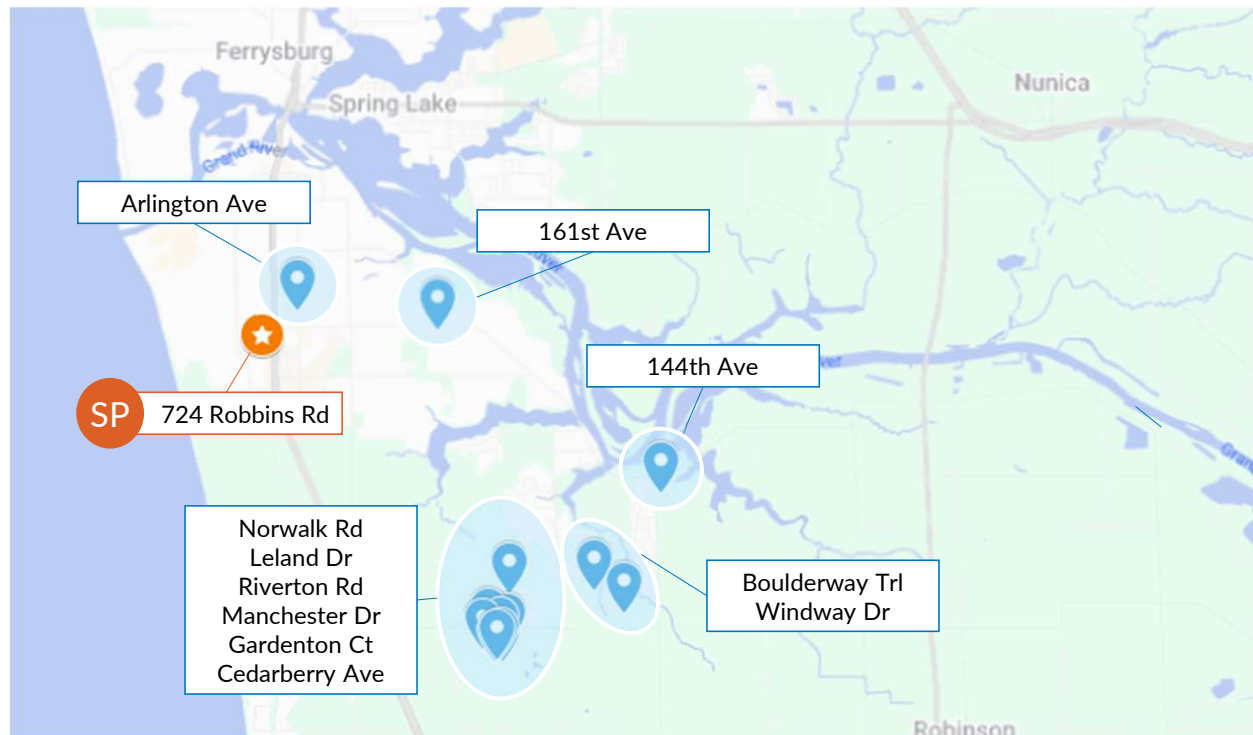 Ferrysburg
Spring Lake
Nunica
Grand River
Arlington Ave
161st Ave
144th Ave
SP
724 Robbins Rd
Norwalk Rd
Leland Dr
Riverton Rd
Manchester Dr
Gardenton Ct
Cedarberry Ave
Boulderway Trl
Windway Dr
Robinson